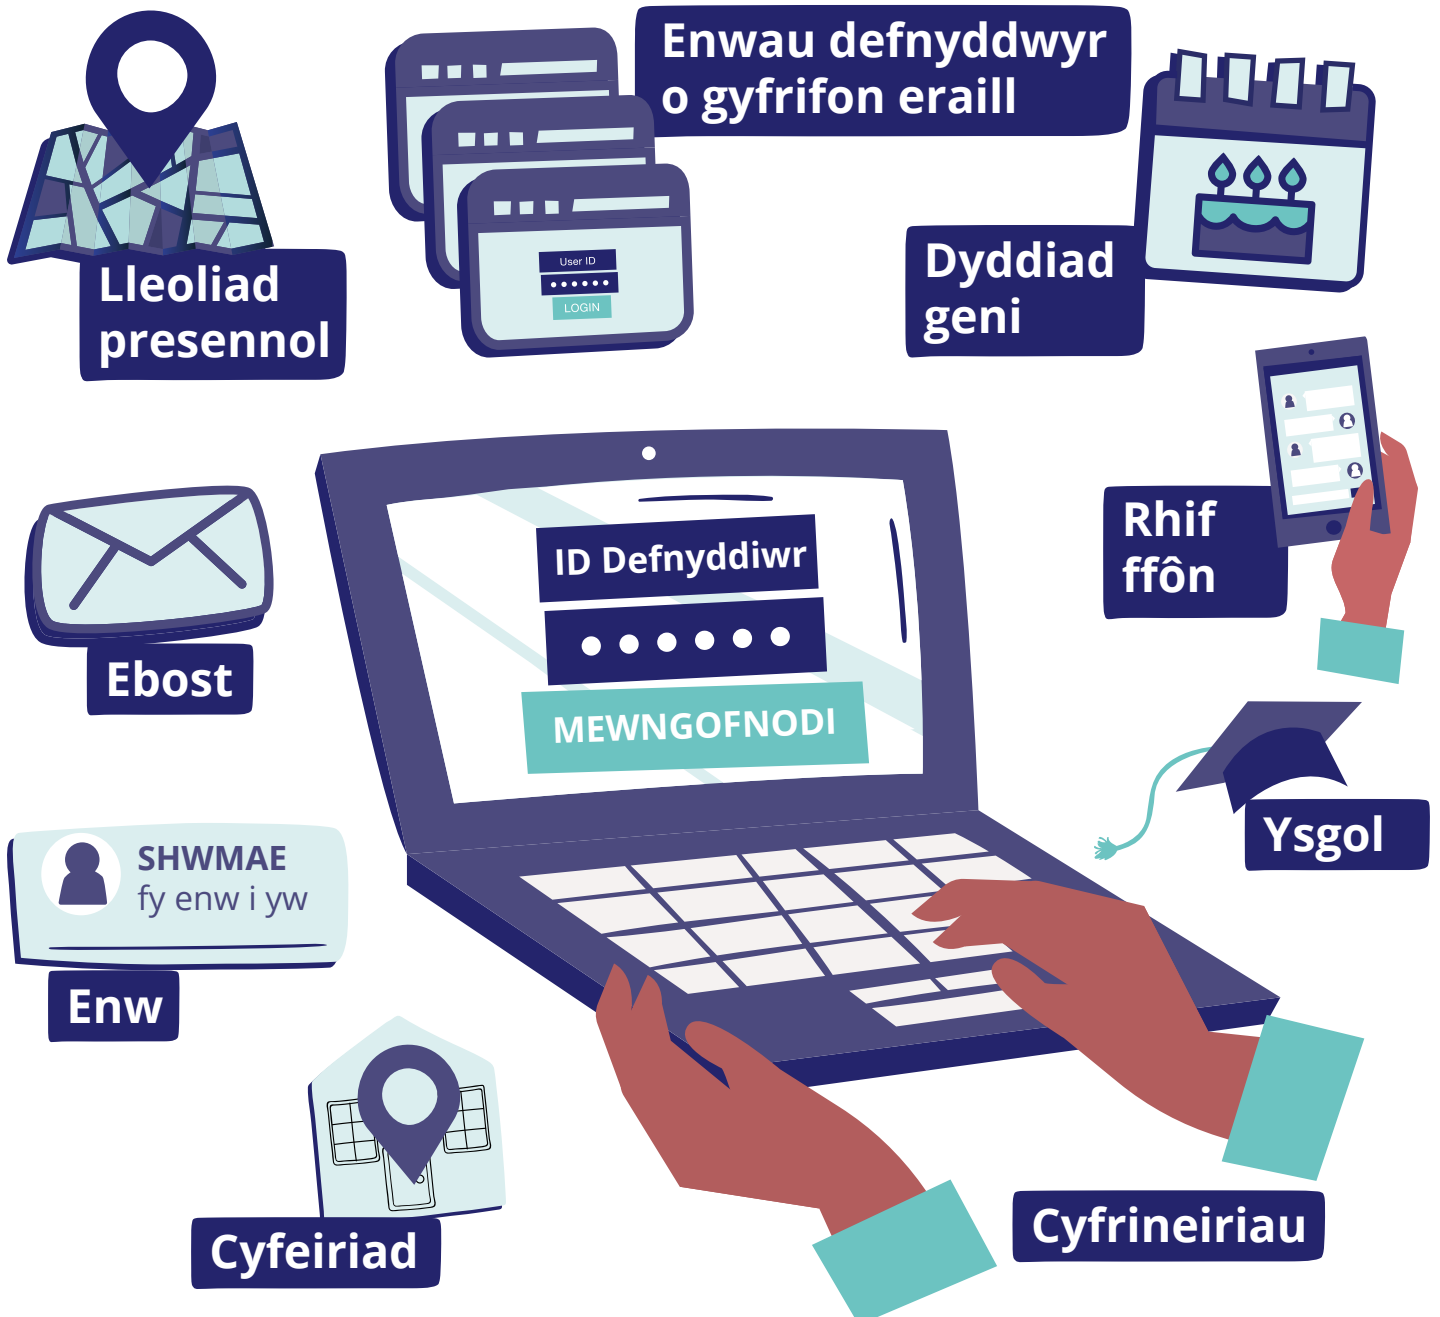 Enwau defnyddwyr
o gyfrifon eraill
Lleoliad
presennol
User ID
LOGIN
Dyddiad
geni
Rhif
ffôn
Ebost
ID Defnyddiwr
MEWNGOFNODI
Ysgol
SHWMAE
fy enw i yw
Enw
Cyfeiriad
Cyfrineiriau